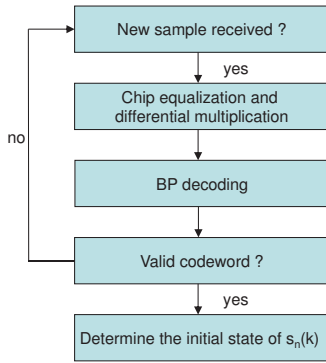 New sample received ?
yes
Chip equalization and
differential multiplication
no
BP decoding
Valid codeword ?
yes
Determine the initial state of sₙ(k)